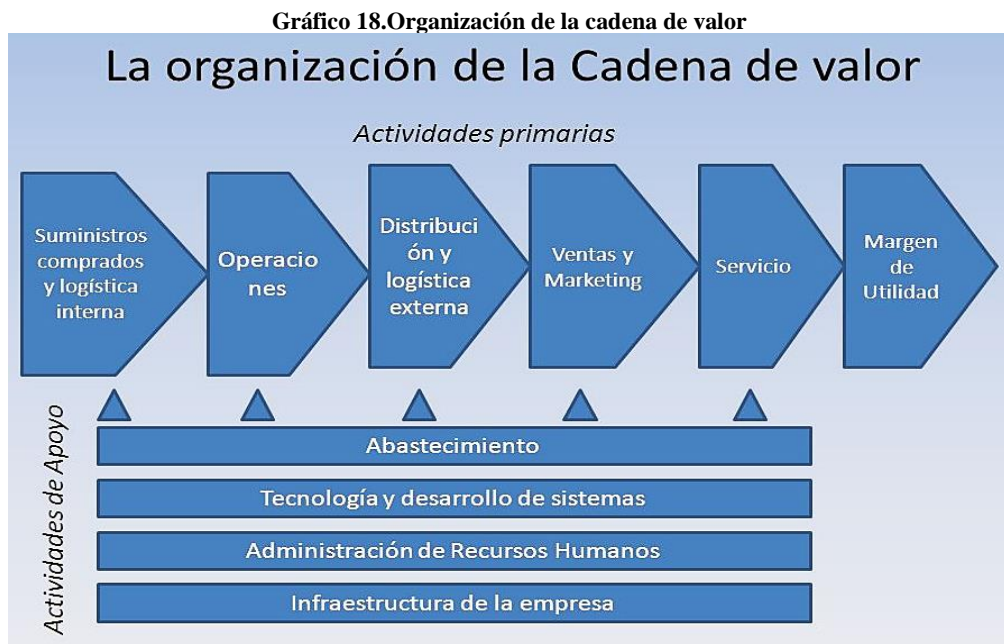 Gráfico 18.Organización de la cadena de valor
La organización de la Cadena de valor
Actividades primarias
Suministros
comprados
y logística
interna
Operacio
nes
Distribuci
ón y
logística
externa
Ventas y
Marketing
Servicio
Margen
de
Utilidad
Actividades de Apoyo
Abastecimiento
Tecnología y desarrollo de sistemas
Administración de Recursos Humanos
Infraestructura de la empresa